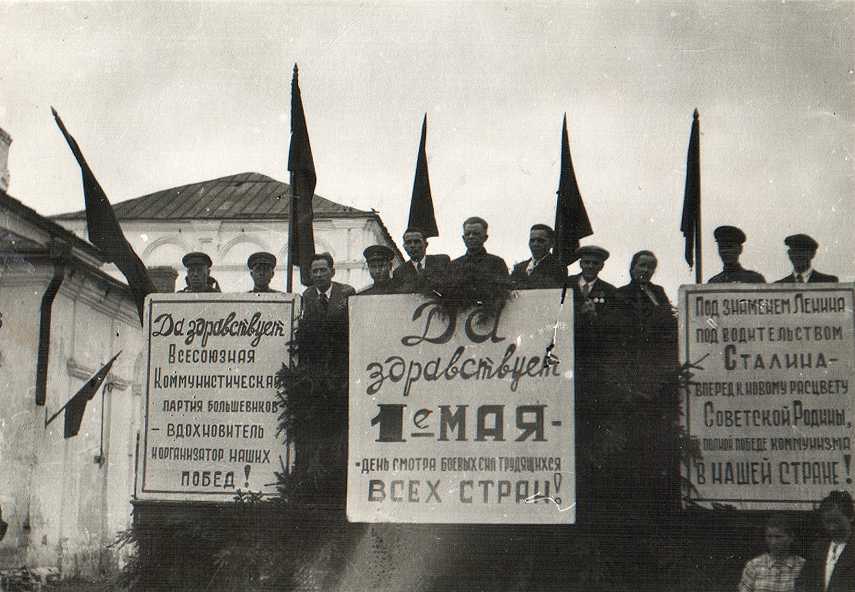 Да здравствует
Всесоюзная
Коммунистическая
партия большевиков
- вдохновитель
и организатор наших
побед!
Да
здравствует
1е МАЯ-
- день смотра боевых сил трудящихся
всех стран!
Под знаменем Ленина
под водительством
Сталина-
вперед к новому расцвету
Советской Родины,
к полной победе коммунизма
в нашей стране!